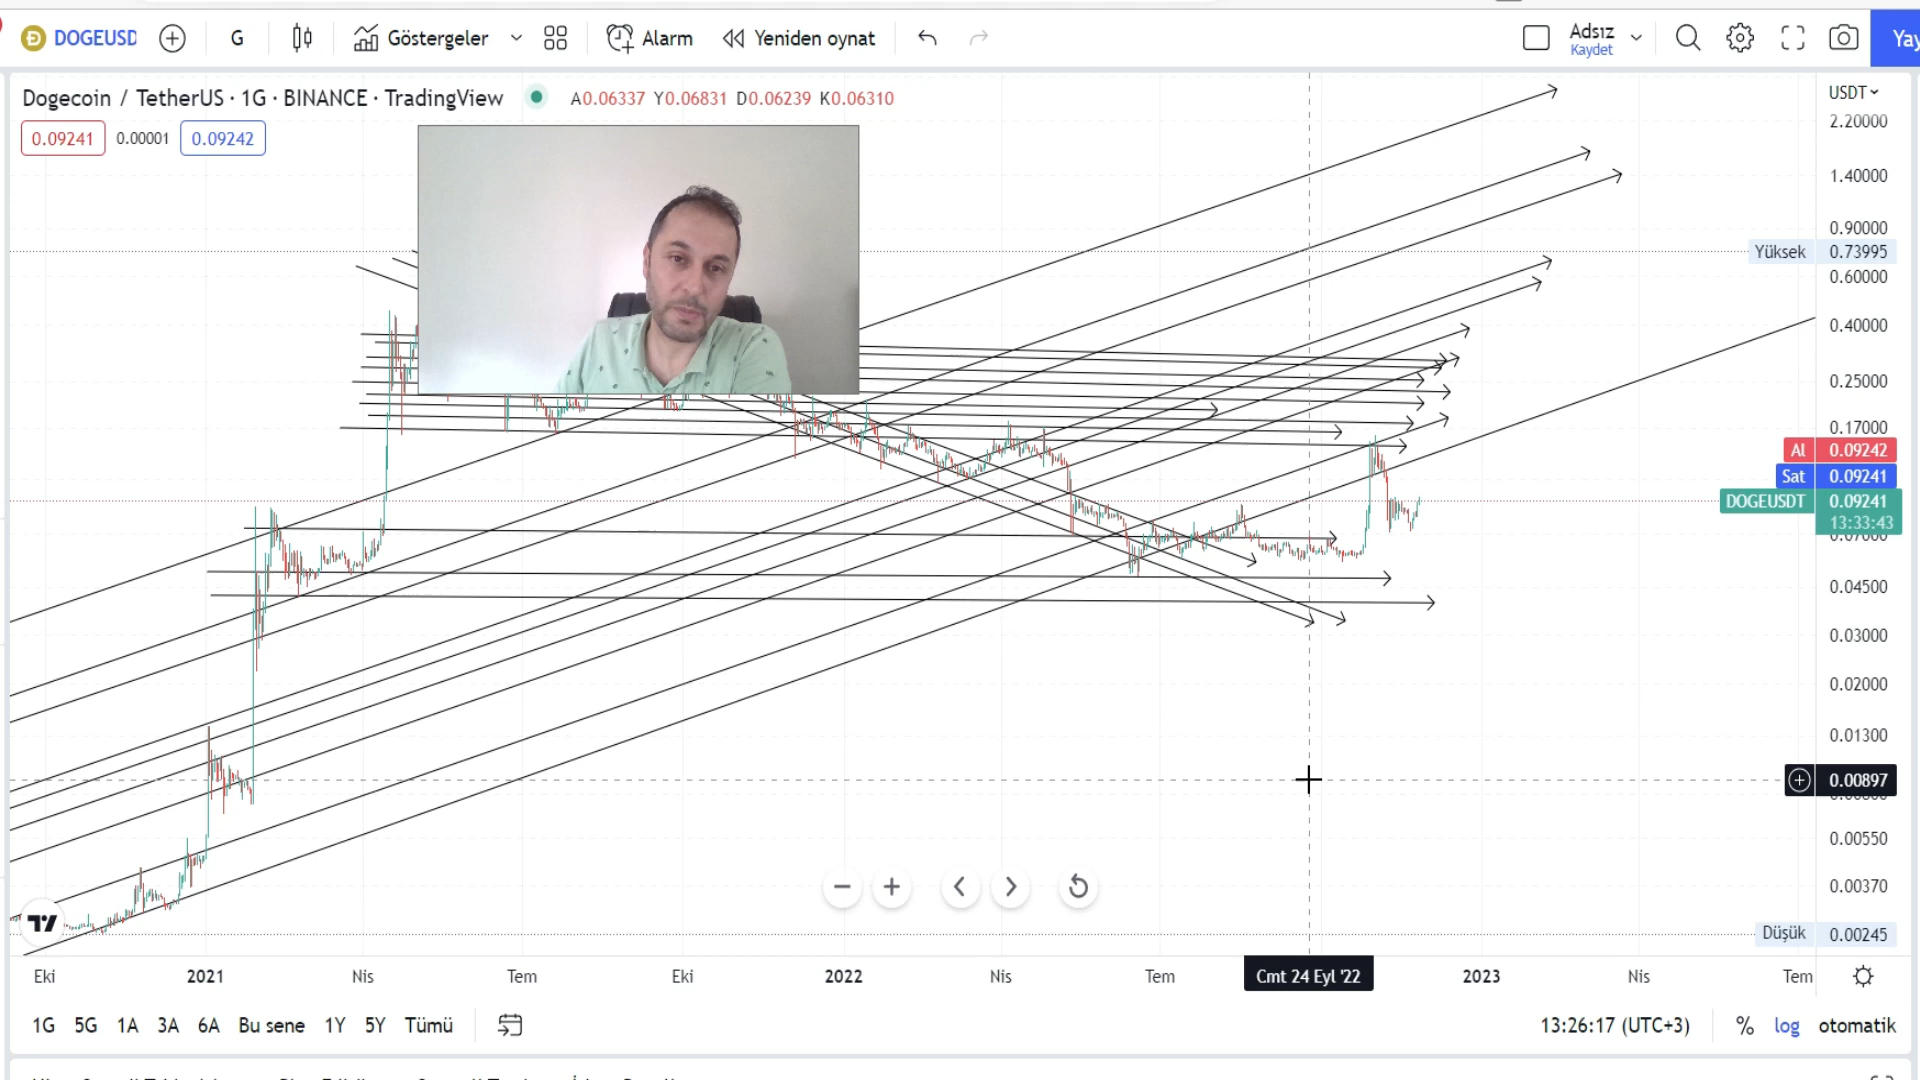 DOGEUSD G Göstergeler Alarm Yeniden oynat Adsız Kaydet Yay
Dogecoin / TetherUS · 1G · BINANCE · TradingView A0.06337 Y0.06831 D0.06239 K0.06310
0.09241 0.00001 0.09242
USDT
2.20000
1.40000
0.90000
Yüksek 0.73995
0.60000
0.40000
0.25000
0.17000
Al 0.09242
Sat 0.09241
DOGEUSDT 0.09241
13:33:43
0.04500
0.03000
0.02000
0.01300
0.00897
0.00550
0.00370
Düşük 0.00245
Eki 2021 Nis Tem Eki 2022 Nis Tem Cmt 24 Eyl '22 2023 Nis Tem
1G 5G 1A 3A 6A Bu sene 1Y 5Y Tümü 13:26:17 (UTC+3) % log otomatik